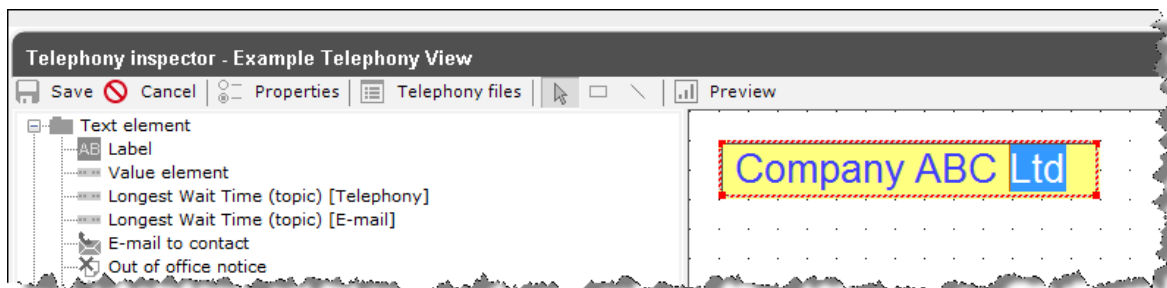 Telephony inspector - Example Telephony View
Save Cancel Properties Telephony files Preview
Text element
AB Label
Value element
Longest Wait Time (topic) [Telephony]
Longest Wait Time (topic) [E-mail]
E-mail to contact
Out of office notice
Company ABC Ltd